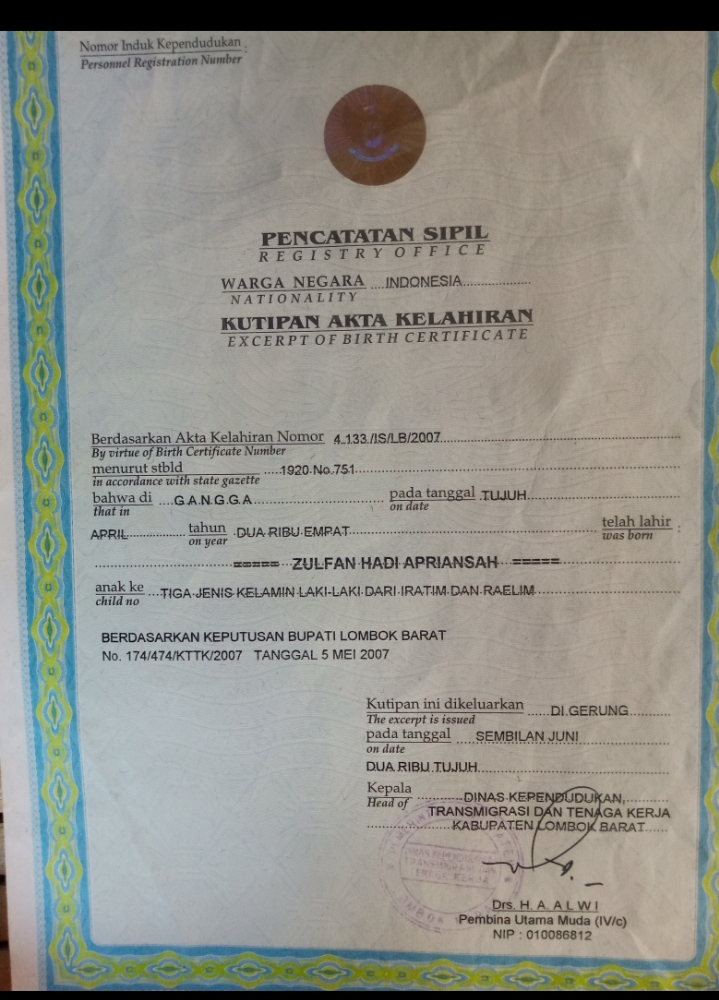 Nomor Induk Kependudukan :
Personnel Registration Number
PENCATATAN SIPIL
REGISTRY OFFICE
WARGA NEGARA ....INDONESIA....................
NATIONALITY
KUTIPAN AKTA KELAHIRAN
EXCERPT OF BIRTH CERTIFICATE
Berdasarkan Akta Kelahiran Nomor 4.133./IS/LB/2007
By virtue of Birth Certificate Number
menurut stbld 1920.No.751
in accordance with state gazette
bahwa di G.A.N.G.G.A pada tanggal TUJUH
that in on date
APRIL tahun DUA RIBU EMPAT telah lahir :
on year was born
===== ZULFAN HADI APRIANSAH =====
anak ke TIGA JENIS KELAMIN LAKI-LAKI DARI IRATIM DAN RAELIM
child no
BERDASARKAN KEPUTUSAN BUPATI LOMBOK BARAT
No. 174/474/KTTK/2007 TANGGAL 5 MEI 2007
Kutipan ini dikeluarkan DI GERUNG
The excerpt is issued
pada tanggal SEMBILAN JUNI
on date
DUA RIBU TUJUH
Kepala DINAS KEPENDUDUKAN,
Head of TRANSMIGRASI DAN TENAGA KERJA
KABUPATEN LOMBOK BARAT
Drs. H. A. A L W I
Pembina Utama Muda (IV/c)
NIP : 010086812